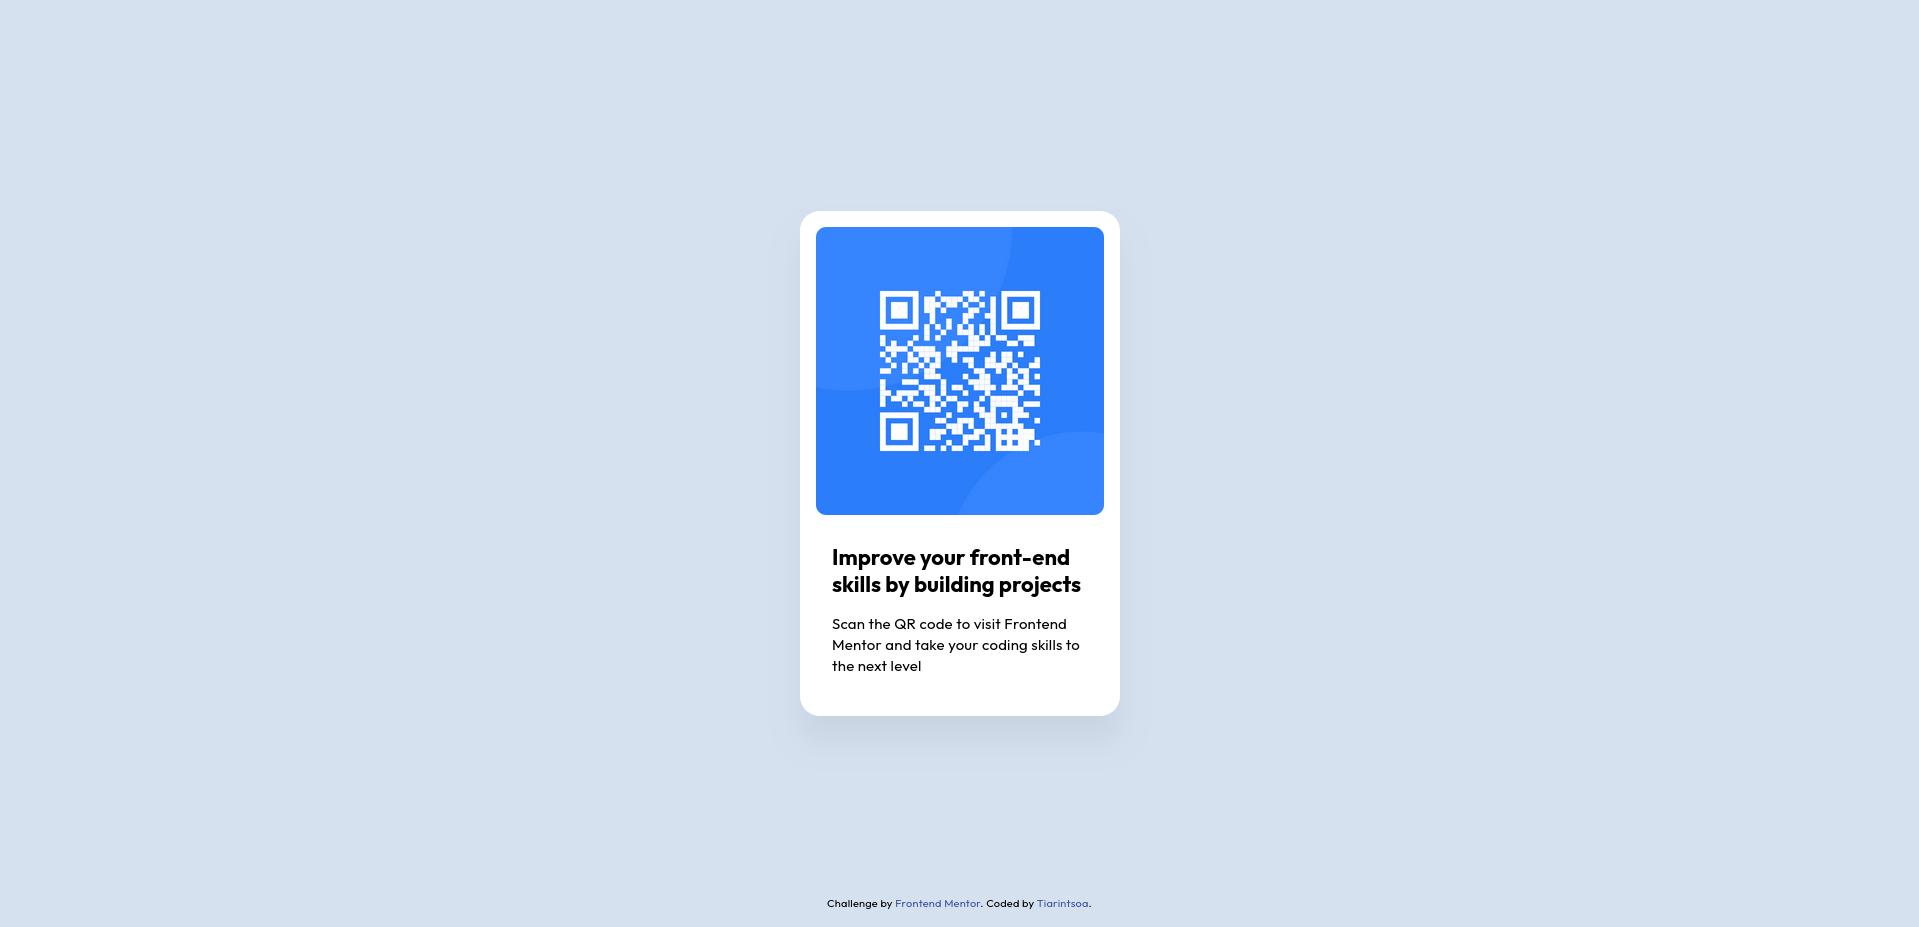 Improve your front-end
skills by building projects
Scan the QR code to visit Frontend
Mentor and take your coding skills to
the next level
Challenge by Frontend Mentor. Coded by Tiarintsoa.